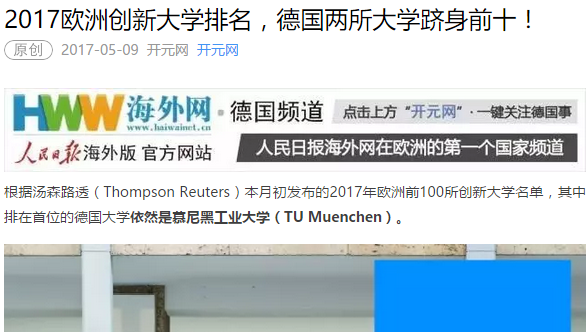 2017欧洲创新大学排名，德国两所大学跻身前十！
原创 2017-05-09 开元网 开元网
HWW 海外网 · 德国频道 点击上方“开元网”·一键关注德国事
www.haiwainet.cn
人民日报 海外版 官方网站 人民日报海外网在欧洲的第一个国家频道
根据汤森路透（Thompson Reuters）本月初发布的2017年欧洲前100所创新大学名单，其中
排在首位的德国大学依然是慕尼黑工业大学（TU Muenchen）。